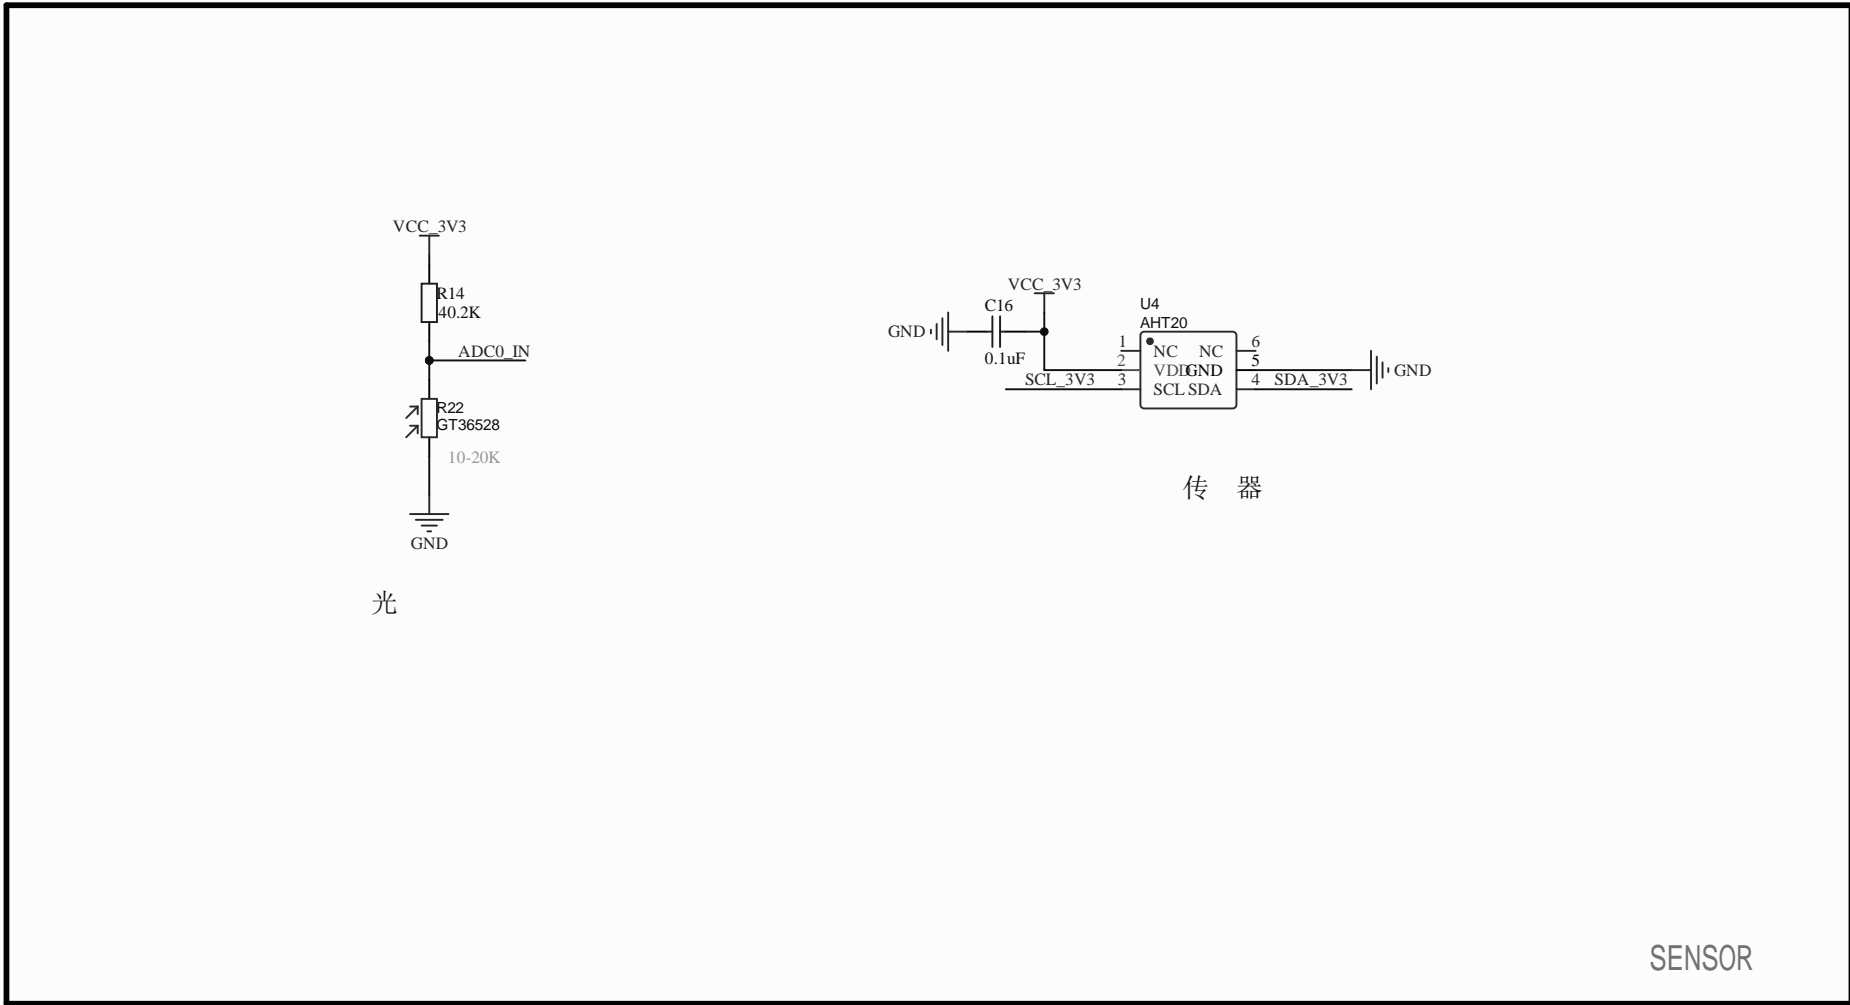 VCC_3V3
R14
40.2K
ADC0_IN
R22
GT36528
10-20K
GND
光
VCC_3V3
C16
GND
0.1uF
U4
AHT20
1 NC NC 6
2 VDD GND 5
GND
SCL_3V3 3 SCL SDA 4 SDA_3V3
传 器
SENSOR